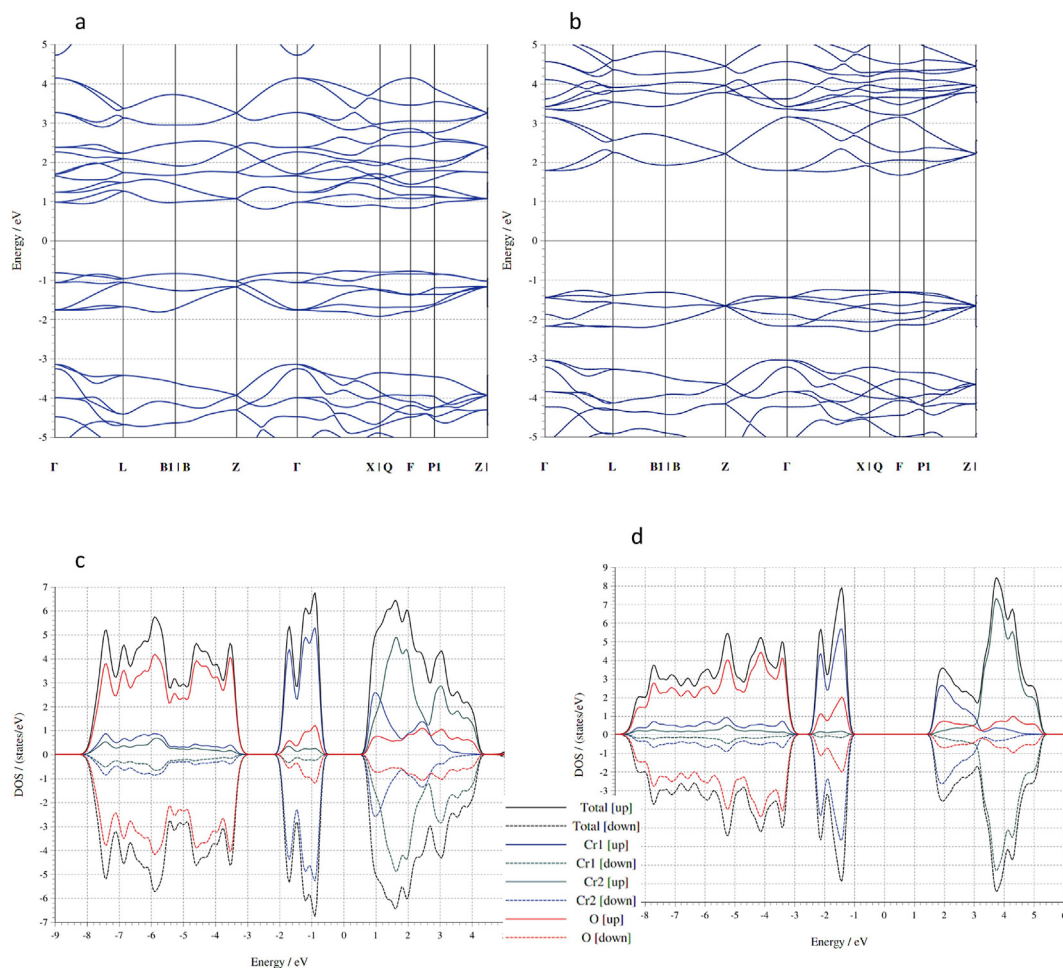 a
b
5
4
3
2
1
0
-1
-2
-3
-4
-5
Energy / eV
Γ L B1 | B Z Γ X | Q F P1 Z |
5
4
3
2
1
0
-1
-2
-3
-4
-5
Energy / eV
Γ L B1 | B Z Γ X | Q F P1 Z |
c
d
7
6
5
4
3
2
1
0
-1
-2
-3
-4
-5
-6
-7
DOS / (states/eV)
-9 -8 -7 -6 -5 -4 -3 -2 -1 0 1 2 3 4
Energy / eV
Total [up]
Total [down]
Cr1 [up]
Cr1 [down]
Cr2 [up]
Cr2 [down]
O [up]
O [down]
9
8
7
6
5
4
3
2
1
0
-1
-2
-3
DOS / (states/eV)
-8 -7 -6 -5 -4 -3 -2 -1 0 1 2 3 4 5 6
Energy / eV